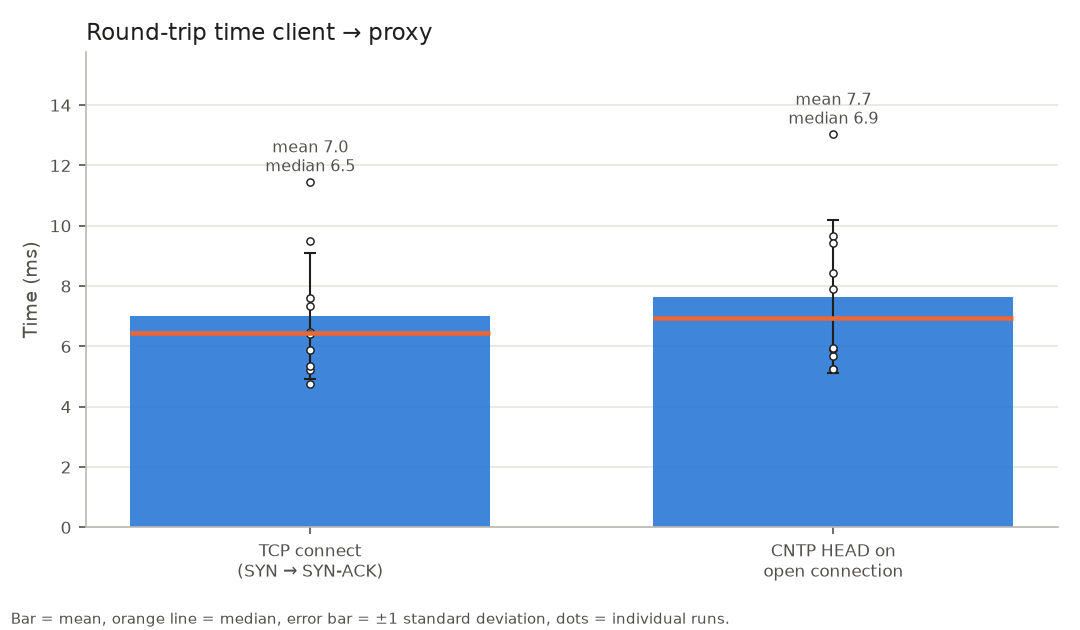 Round-trip time client → proxy
mean 7.7
median 6.9
mean 7.0
median 6.5
Time (ms)
14
12
10
8
6
4
2
0
TCP connect
(SYN → SYN-ACK)
CNTP HEAD on
open connection
Bar = mean, orange line = median, error bar = ±1 standard deviation, dots = individual runs.